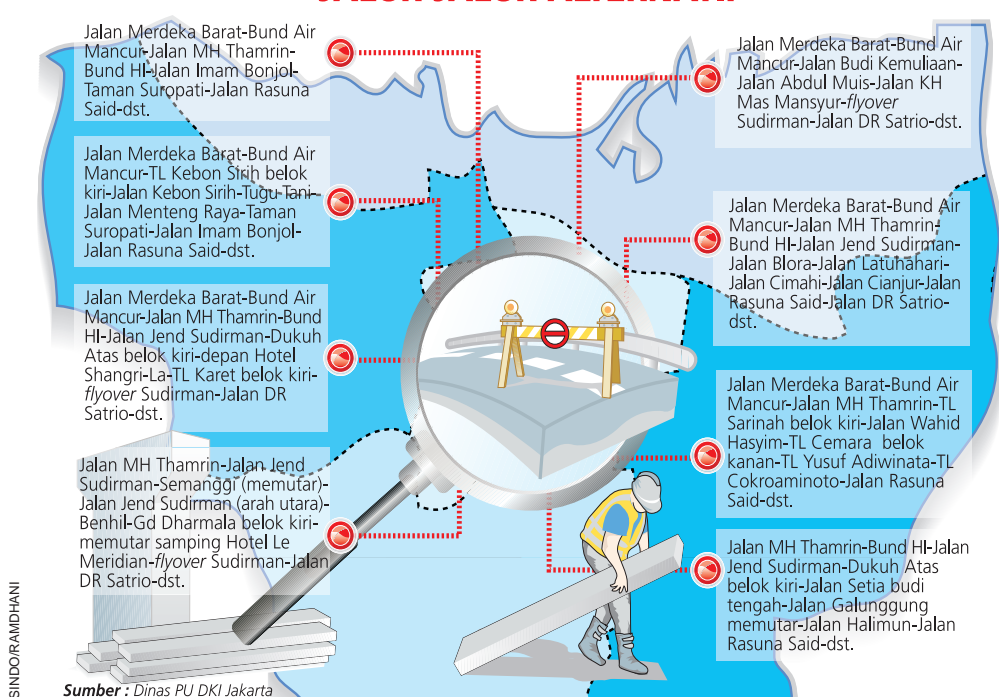 JALUR-JALUR ALTERNATIF
Jalan Merdeka Barat-Bund Air
Mancur-Jalan MH Thamrin-
Bund HI-Jalan Imam Bonjol-
Taman Suropati-Jalan Rasuna
Said-dst.
Jalan Merdeka Barat-Bund Air
Mancur-TL Kebon Sirih belok
kiri-Jalan Kebon Sirih-Tugu Tani-
Jalan Menteng Raya-Taman
Suropati-Jalan Imam Bonjol-
Jalan Rasuna Said-dst.
Jalan Merdeka Barat-Bund Air
Mancur-Jalan MH Thamrin-Bund
HI-Jalan Jend Sudirman-Dukuh
Atas belok kiri-depan Hotel
Shangri-La-TL Karet belok kiri-
flyover Sudirman-Jalan DR
Satrio-dst.
Jalan MH Thamrin-Jalan Jend
Sudirman-Semanggi (memutar)-
Jalan Jend Sudirman (arah utara)-
Benhil-Gd Dharmala belok kiri-
memutar samping Hotel Le
Meridian-flyover Sudirman-Jalan
DR Satrio-dst.
Jalan Merdeka Barat-Bund Air
Mancur-Jalan Budi Kemuliaan-
Jalan Abdul Muis-Jalan KH
Mas Mansyur-flyover
Sudirman-Jalan DR Satrio-dst.
Jalan Merdeka Barat-Bund Air
Mancur-Jalan MH Thamrin-
Bund HI-Jalan Jend Sudirman-
Jalan Blora-Jalan Latuhahari-
Jalan Cimahi-Jalan Cianjur-Jalan
Rasuna Said-Jalan DR Satrio-
dst.
Jalan Merdeka Barat-Bund Air
Mancur-Jalan MH Thamrin-TL
Sarinah belok kiri-Jalan Wahid
Hasyim-TL Cemara belok
kanan-TL Yusuf Adiwinata-TL
Cokroaminoto-Jalan Rasuna
Said-dst.
Jalan MH Thamrin-Bund HI-Jalan
Jend Sudirman-Dukuh Atas
belok kiri-Jalan Setia budi
tengah-Jalan Galunggung
memutar-Jalan Halimun-Jalan
Rasuna Said-dst.
SINDO/RAMDHANI
Sumber : Dinas PU DKI Jakarta